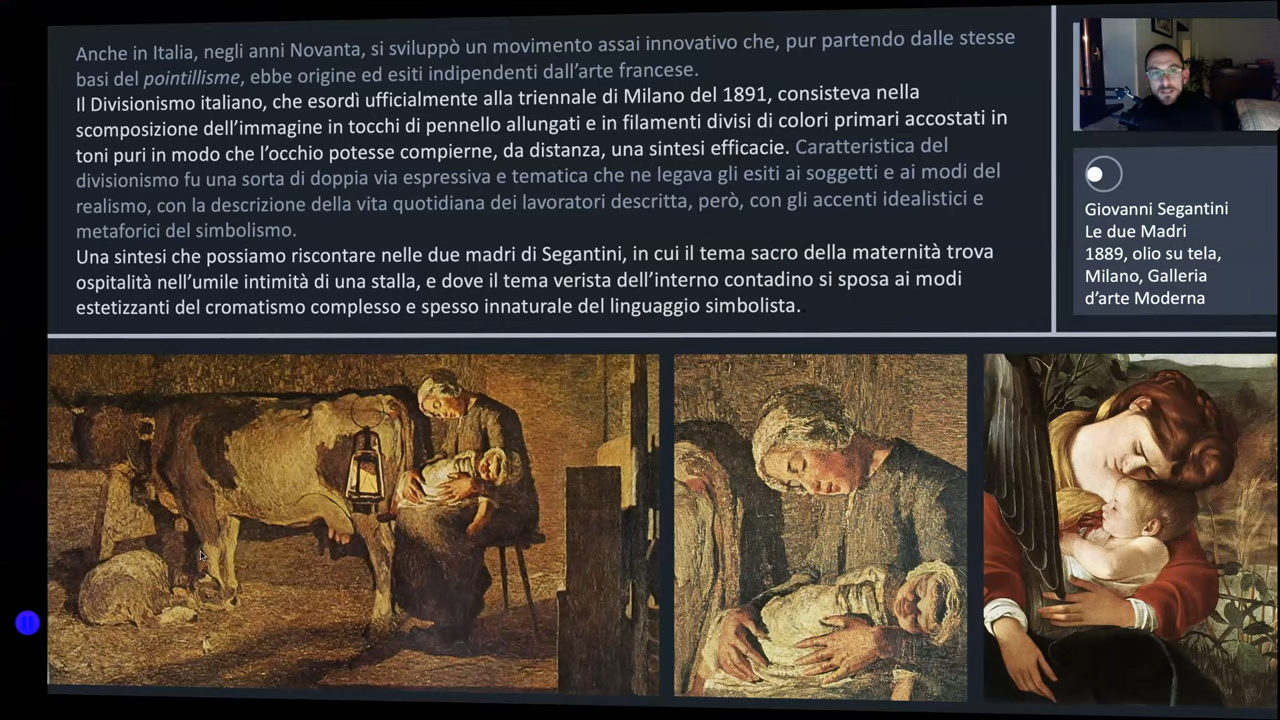 Anche in Italia, negli anni Novanta, si sviluppò un movimento assai innovativo che, pur partendo dalle stesse
basi del pointillisme, ebbe origine ed esiti indipendenti dall'arte francese.
Il Divisionismo italiano, che esordì ufficialmente alla triennale di Milano del 1891, consisteva nella
scomposizione dell'immagine in tocchi di pennello allungati e in filamenti divisi di colori primari accostati in
toni puri in modo che l'occhio potesse compierne, da distanza, una sintesi efficacie. Caratteristica del
divisionismo fu una sorta di doppia via espressiva e tematica che ne legava gli esiti ai soggetti e ai modi del
realismo, con la descrizione della vita quotidiana dei lavoratori descritta, però, con gli accenti idealistici e
metaforici del simbolismo.
Una sintesi che possiamo riscontare nelle due madri di Segantini, in cui il tema sacro della maternità trova
ospitalità nell'umile intimità di una stalla, e dove il tema verista dell'interno contadino si sposa ai modi
estetizzanti del cromatismo complesso e spesso innaturale del linguaggio simbolista.
Giovanni Segantini
Le due Madri
1889, olio su tela,
Milano, Galleria
d'arte Moderna